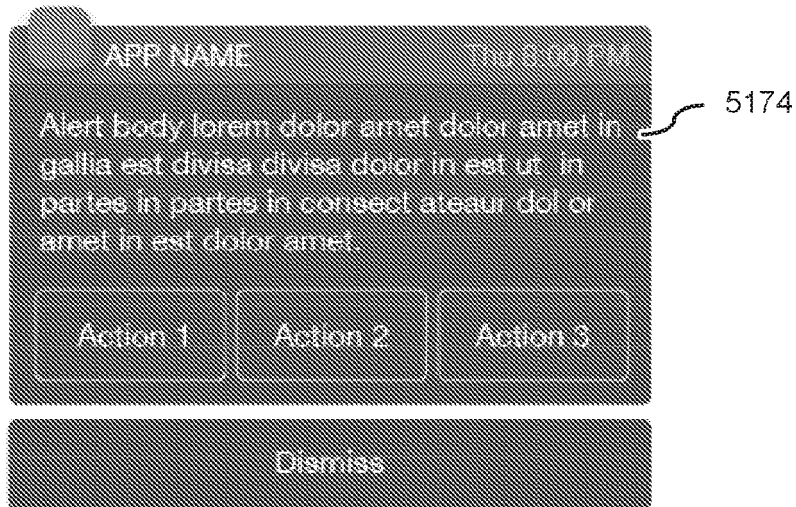 APP NAME Thu 8:00 PM
Alert body lorem dolor amet dolor amet in
gallia est divisa divisa dolor in est ut in
partes in partes in consect ateaur dol or
amet in est dolor amet.
Action 1 Action 2 Action 3
Dismiss
5174